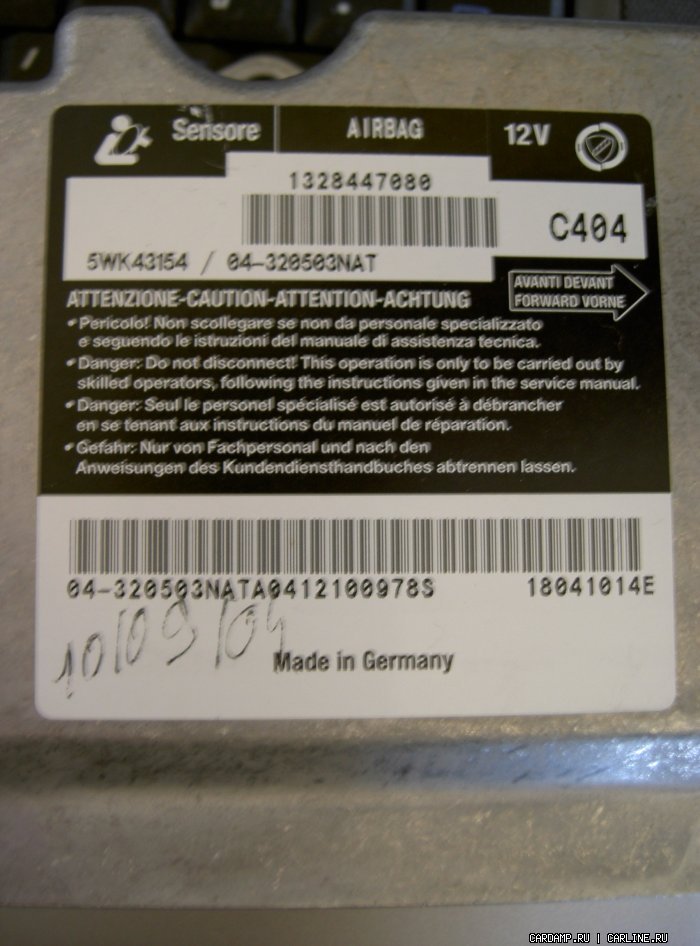 Sensore AIRBAG 12V
1328447080
C404
5WK43154 / 04-320503NAT
AVANTI DEVANT
FORWARD VORNE
ATTENZIONE-CAUTION-ATTENTION-ACHTUNG
• Pericolo! Non scollegare se non da personale specializzato
e seguendo le istruzioni del manuale di assistenza tecnica.
• Danger: Do not disconnect! This operation is only to be carried out by
skilled operators, following the instructions given in the service manual.
• Danger: Seul le personel spécialisé est autorisé à débrancher
en se tenant aux instructions du manuel de réparation.
• Gefahr: Nur von Fachpersonal und nach den
Anweisungen des Kundendiensthandbuches abtrennen lassen.
04-320503NATA0412100978S 18041014E
10/09/04
Made in Germany
CARDAMP.RU | CARLINE.RU